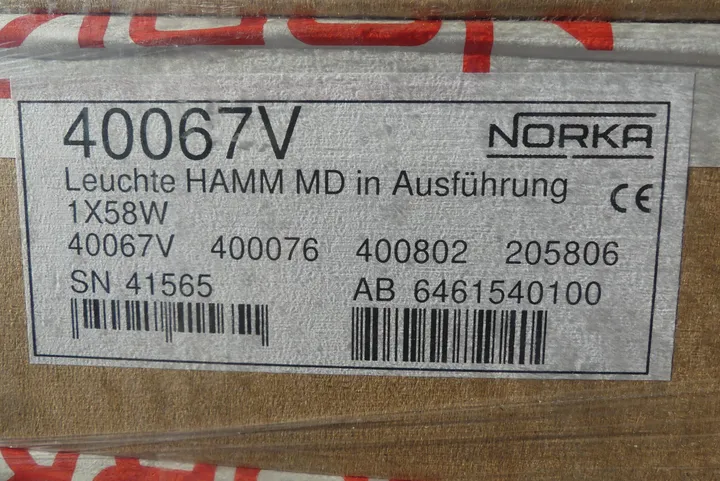 40067V
NORKA
Leuchte HAMM MD in Ausführung
1X58W
CE
40067V 400076 400802 205806
SN 41565
AB 6461540100